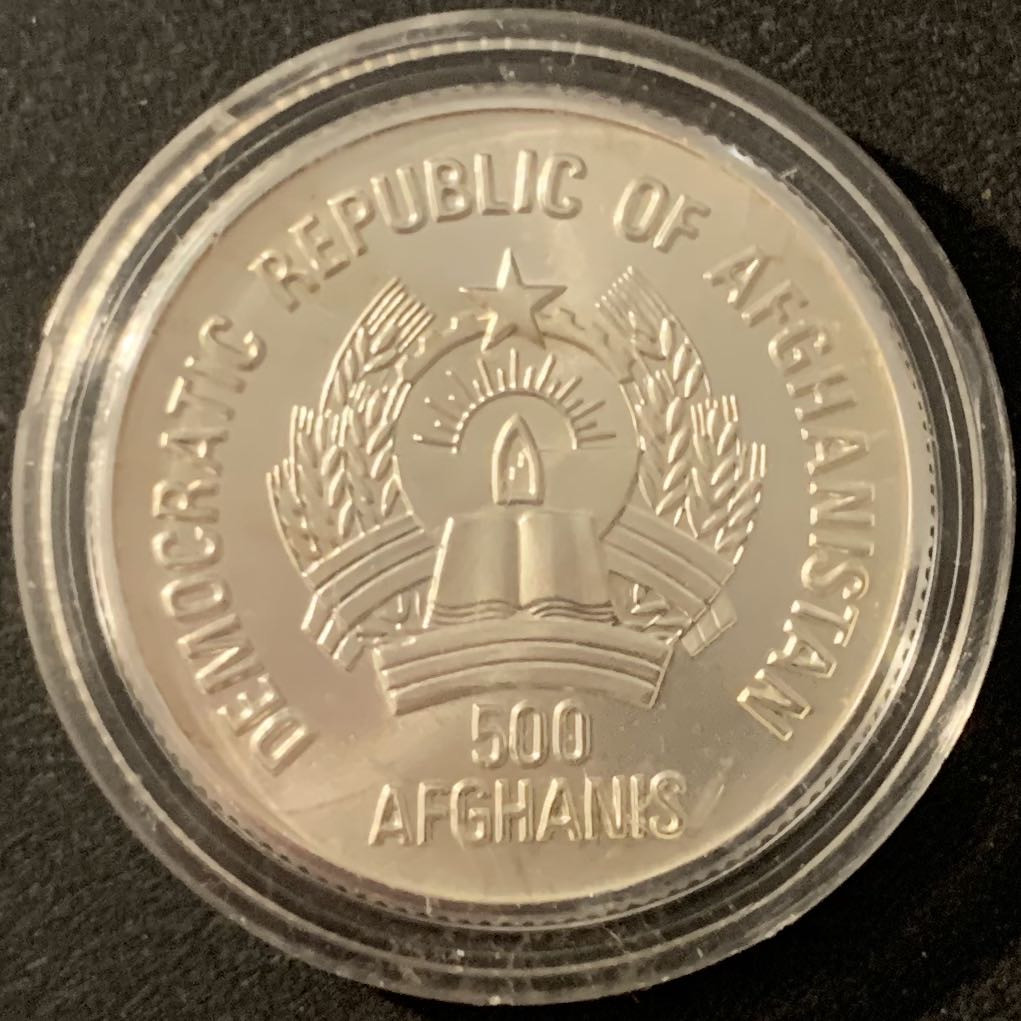 DEMOCRATIC REPUBLIC OF AFGHANISTAN
500
AFGHANIS